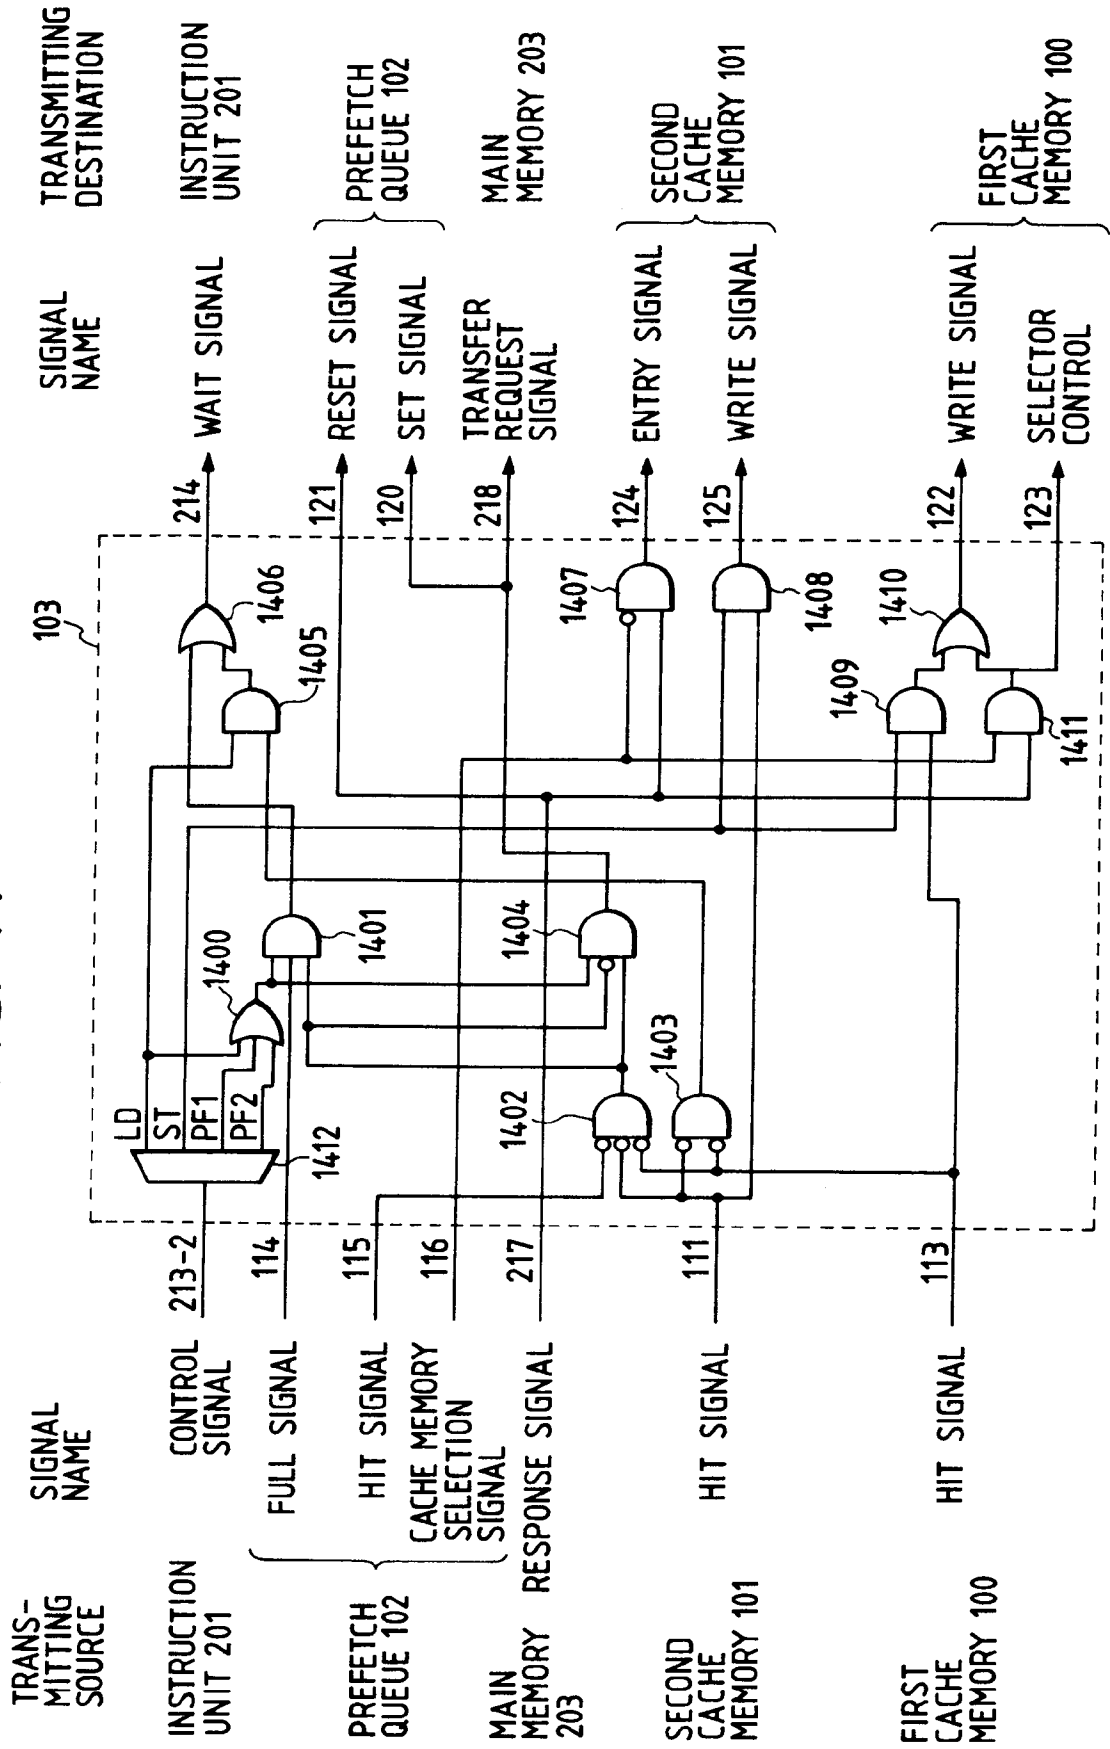 TRANS-
MITTING
SOURCE
SIGNAL
NAME
SIGNAL
NAME
TRANSMITTING
DESTINATION
INSTRUCTION
UNIT 201
CONTROL
SIGNAL
213-2
FULL SIGNAL
114
PREFETCH
QUEUE 102
HIT SIGNAL
115
CACHE MEMORY
SELECTION
SIGNAL
116
MAIN
MEMORY
203
RESPONSE SIGNAL
217
SECOND
CACHE
MEMORY 101
HIT SIGNAL
111
FIRST
CACHE
MEMORY 100
HIT SIGNAL
113
103
LD
ST
PF1
PF2
1412
1400
1401
1402
1403
1404
1405
1406
1407
1408
1409
1410
1411
214
WAIT SIGNAL
INSTRUCTION
UNIT 201
121
RESET SIGNAL
120
SET SIGNAL
PREFETCH
QUEUE 102
218
TRANSFER
REQUEST
SIGNAL
MAIN
MEMORY 203
124
ENTRY SIGNAL
125
WRITE SIGNAL
SECOND
CACHE
MEMORY 101
122
WRITE SIGNAL
123
SELECTOR
CONTROL
FIRST
CACHE
MEMORY 100